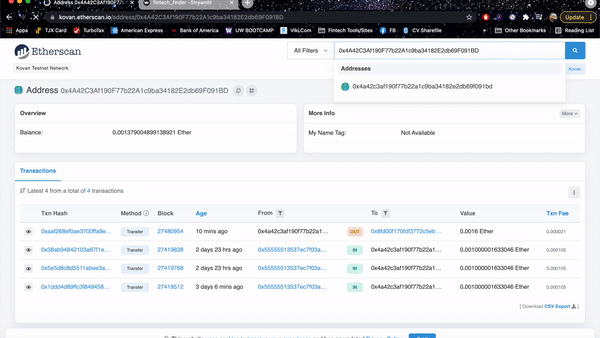 Address 0x4A42C3Af190F77b22A1
fintech_finder · Streamlit
kovan.etherscan.io/address/0x4A42C3Af190F77b22A1c9ba34182E2db69F091BD
Update
Apps
TJX Card
Turbofax
American Express
Bank of America
UW BOOTCAMP
Viki.Com
Fintech Tools/Sites
FB
CV Sharefile
Other Bookmarks
Reading List
Etherscan
All Filters
0x4A42C3Af190F77b22A1c9ba34182E2db69F091BD
Kovan Testnet Network
Addresses
Kovan
0x4a42c3af190f77b22a1c9ba34182e2db69f091bd
Address 0x4A42C3Af190F77b22A1c9ba34182E2db69F091BD
Overview
More Info
More
Balance:
0.001379004899138921 Ether
My Name Tag:
Not Available
Transactions
Latest 4 from a total of 4 transactions
Txn Hash Method Block Age From To Value Txn Fee
0xaaf268ef0ae3700ffa9e... Transfer 27480954 10 mins ago 0x4a42c3af190f77b22a1... OUT 0x8fd00f170fdf3772c5eb... 0.0016 Ether 0.000021
0x38ab94842103a87f1e... Transfer 27419828 2 days 23 hrs ago 0x55555513537ec7f03a... IN 0x4a42c3af190f77b22a1... 0.001000001633046 Ether 0.000105
0x5e5d8c8d5511abee3a... Transfer 27419768 2 days 23 hrs ago 0x55555513537ec7f03a... IN 0x4a42c3af190f77b22a1... 0.001000001633046 Ether 0.000105
0x1ddd4d89ffc3f849458... Transfer 27419512 3 days 6 mins ago 0x55555513537ec7f03a... IN 0x4a42c3af190f77b22a1... 0.001000001633046 Ether 0.000105
[ Download CSV Export ]